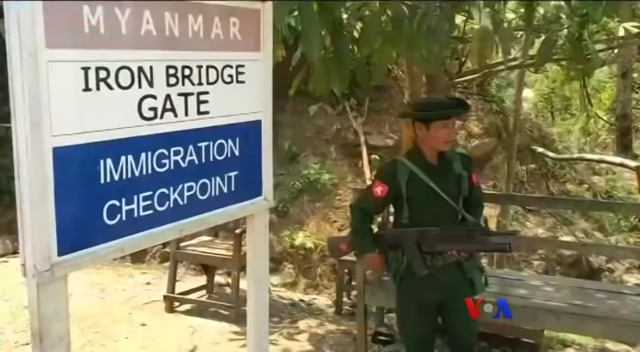 MYANMAR
IRON BRIDGE
GATE
IMMIGRATION
CHECKPOINT
VOA